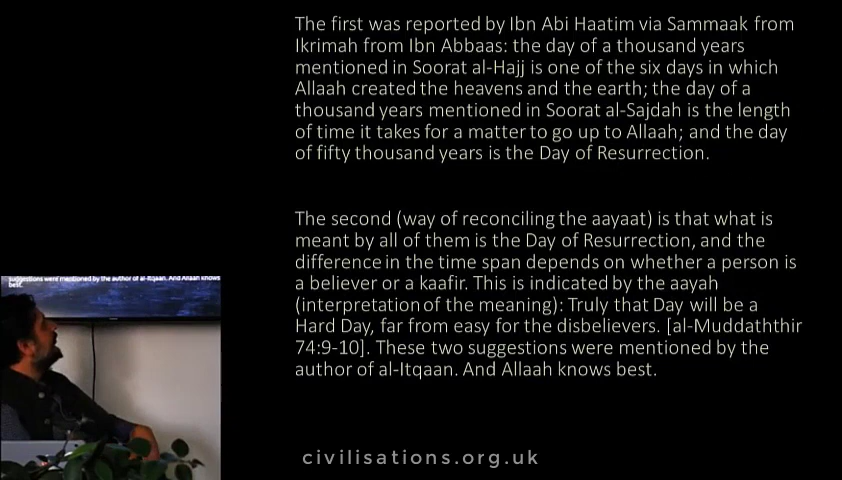 The first was reported by Ibn Abi Haatim via Sammaak from
Ikrimah from Ibn Abbaas: the day of a thousand years
mentioned in Soorat al-Hajj is one of the six days in which
Allaah created the heavens and the earth; the day of a
thousand years mentioned in Soorat al-Sajdah is the length
of time it takes for a matter to go up to Allaah; and the day
of fifty thousand years is the Day of Resurrection.
The second (way of reconciling the aayaat) is that what is
meant by all of them is the Day of Resurrection, and the
difference in the time span depends on whether a person is
a believer or a kaafir. This is indicated by the aayah
(interpretation of the meaning): Truly that Day will be a
Hard Day, far from easy for the disbelievers. [al-Muddaththir
74:9-10]. These two suggestions were mentioned by the
author of al-Itqaan. And Allaah knows best.
suggestions were mentioned by the author of al-Itqaan. And Allaah knows
best.
civilisations.org.uk